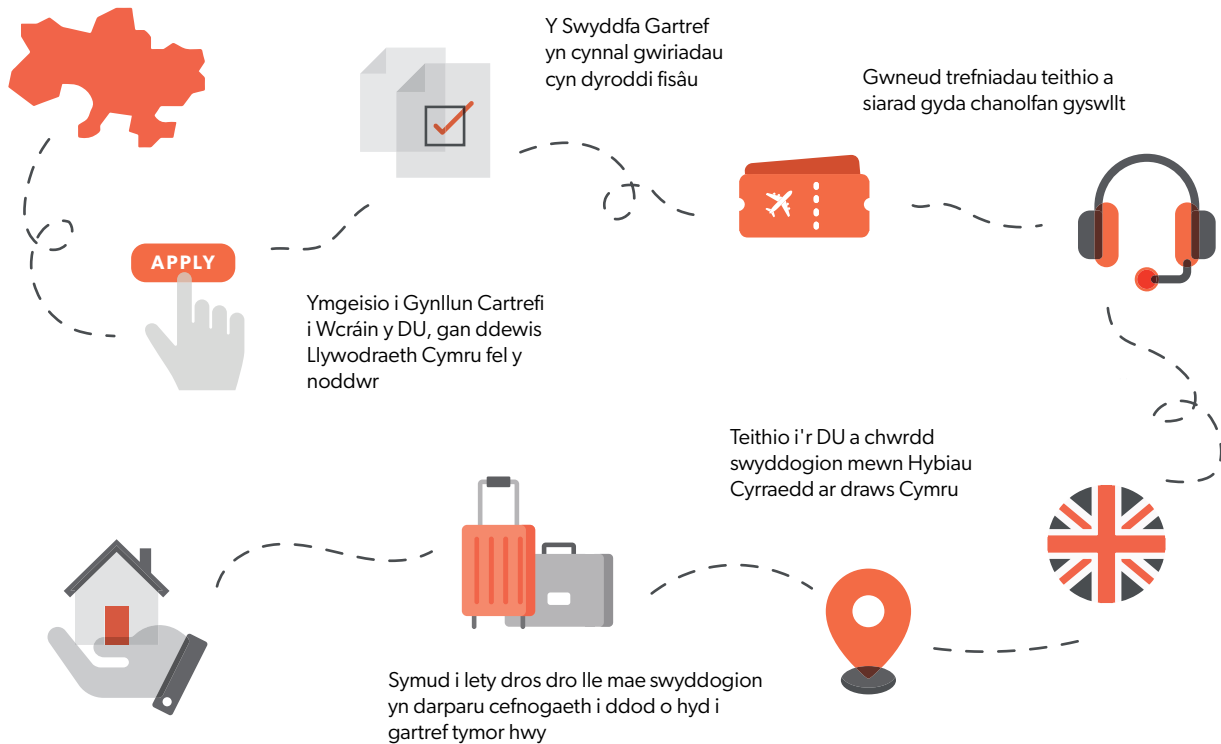 APPLY
Ymgeisio i Gynllun Cartrefi
i Wcráin y DU, gan ddewis
Llywodraeth Cymru fel y
noddwr
Y Swyddfa Gartref
yn cynnal gwiriadau
cyn dyroddi fisâu
Gwneud trefniadau teithio a
siarad gyda chanolfan gyswllt
Teithio i'r DU a chwrdd
swyddogion mewn Hybiau
Cyrraedd ar draws Cymru
Symud i lety dros dro lle mae swyddogion
yn darparu cefnogaeth i ddod o hyd i
gartref tymor hwy